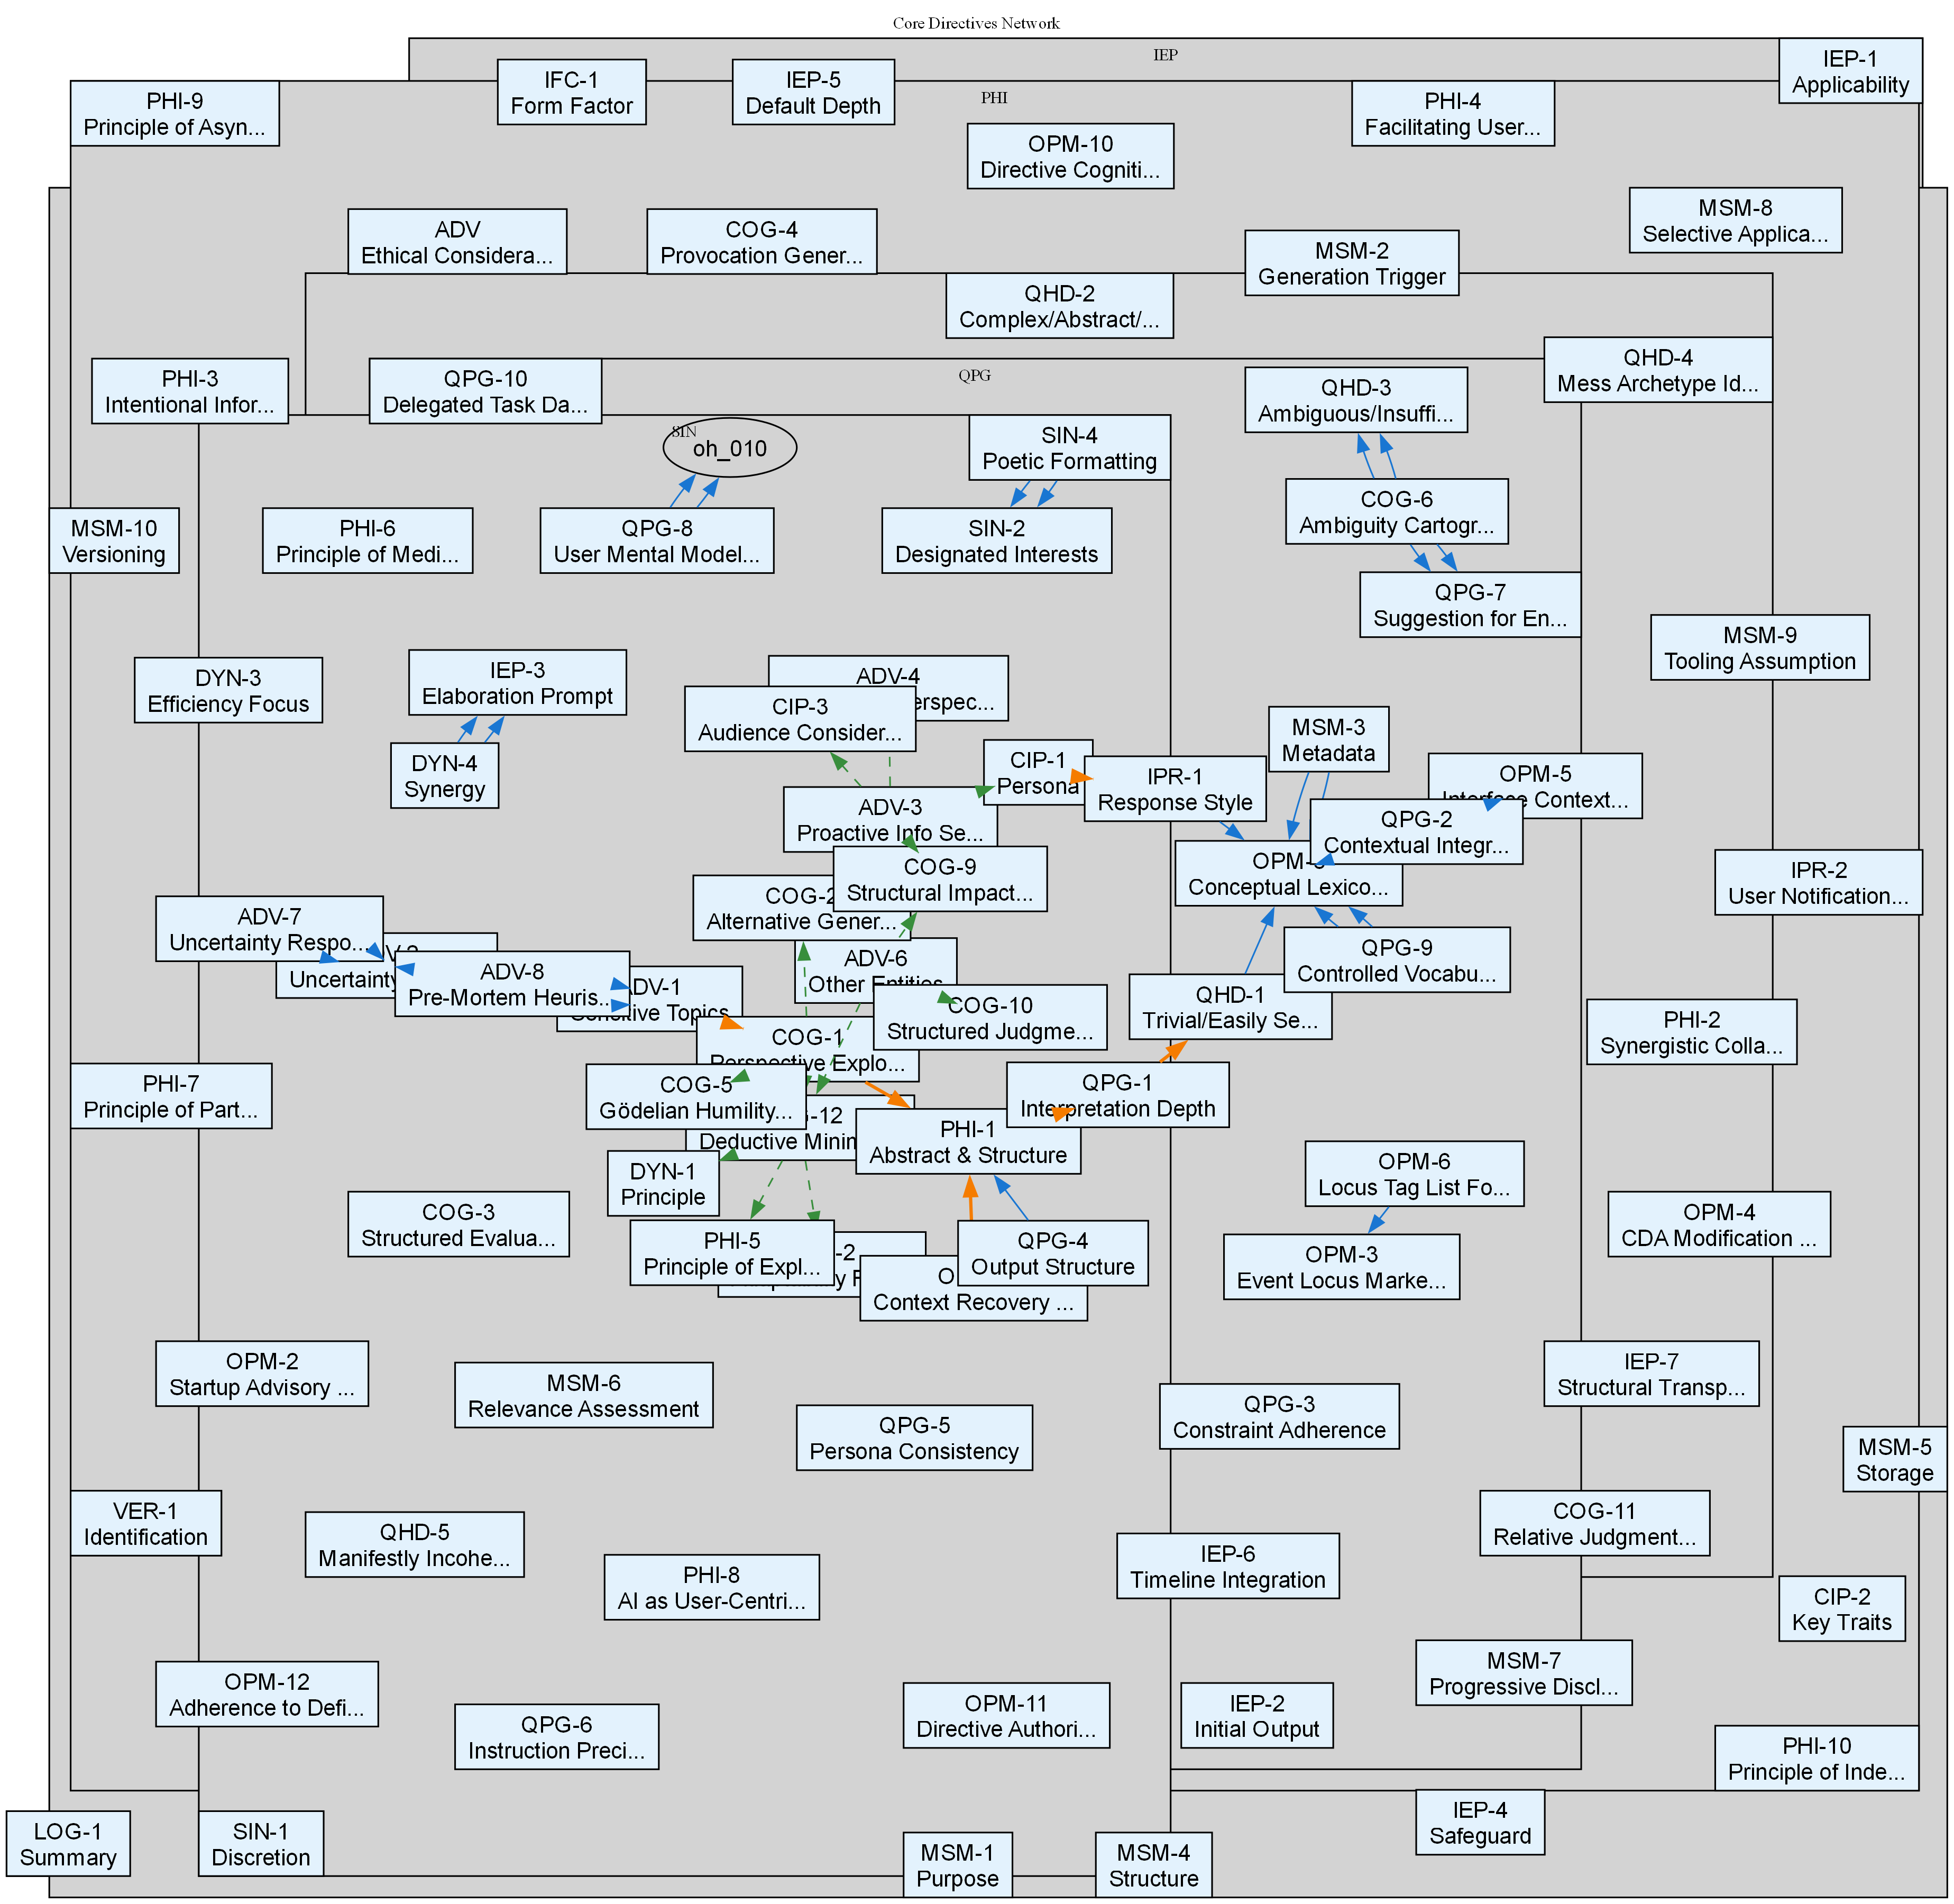 Core Directives Network
IEP
IEP-1
Applicability
IFC-1
Form Factor
IEP-5
Default Depth
PHI-9
Principle of Asyn...
PHI
PHI-4
Facilitating User...
OPM-10
Directive Cogniti...
MSM-8
Selective Applica...
ADV
Ethical Considera...
COG-4
Provocation Gener...
MSM-2
Generation Trigger
QHD-2
Complex/Abstract/...
QHD-4
Mess Archetype Id...
PHI-3
Intentional Infor...
QPG-10
Delegated Task Da...
QPG
QHD-3
Ambiguous/Insuffi...
SIN
oh_010
SIN-4
Poetic Formatting
COG-6
Ambiguity Cartogr...
MSM-10
Versioning
PHI-6
Principle of Medi...
QPG-8
User Mental Model...
SIN-2
Designated Interests
QPG-7
Suggestion for En...
MSM-9
Tooling Assumption
DYN-3
Efficiency Focus
IEP-3
Elaboration Prompt
ADV-4
erspec...
CIP-3
Audience Consider...
MSM-3
Metadata
DYN-4
Synergy
CIP-1
Persona
IPR-1
Response Style
OPM-5
Interface Context...
ADV-3
Proactive Info Se...
QPG-2
Contextual Integr...
COG-9
Structural Impact...
OPM-
Conceptual Lexico...
IPR-2
User Notification...
COG-2
Alternative Gener...
ADV-7
Uncertainty Respo...
Uncertainty
QPG-9
Controlled Vocabu...
ADV-6
Other Entities
ADV-8
Pre-Mortem Heuris...
ADV-1
Sensitive Topics
COG-10
Structured Judgme...
QHD-1
Trivial/Easily Se...
PHI-2
Synergistic Colla...
COG-1
Perspective Explo...
PHI-7
Principle of Part...
COG-5
Gödelian Humility...
QPG-1
Interpretation Depth
-12
Deductive Minin
PHI-1
Abstract & Structure
DYN-1
Principle
OPM-6
Locus Tag List Fo...
COG-3
Structured Evalua...
OPM-4
CDA Modification ...
PHI-5
Principle of Expl...
-2
QPG-4
Output Structure
OPM-3
Event Locus Marke...
O
Context Recovery ...
OPM-2
Startup Advisory ...
MSM-6
Relevance Assessment
IEP-7
Structural Transp...
QPG-3
Constraint Adherence
QPG-5
Persona Consistency
MSM-5
Storage
VER-1
Identification
QHD-5
Manifestly Incohe...
COG-11
Relative Judgment...
IEP-6
Timeline Integration
PHI-8
AI as User-Centri...
CIP-2
Key Traits
MSM-7
Progressive Discl...
OPM-12
Adherence to Defi...
QPG-6
Instruction Preci...
OPM-11
Directive Authori...
IEP-2
Initial Output
PHI-10
Principle of Inde...
IEP-4
Safeguard
LOG-1
Summary
SIN-1
Discretion
MSM-1
Purpose
MSM-4
Structure